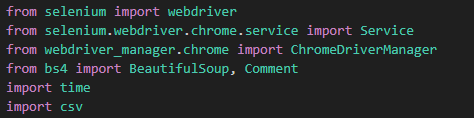 from selenium import webdriver
from selenium.webdriver.chrome.service import Service
from webdriver_manager.chrome import ChromeDriverManager
from bs4 import BeautifulSoup, Comment
import time
import csv